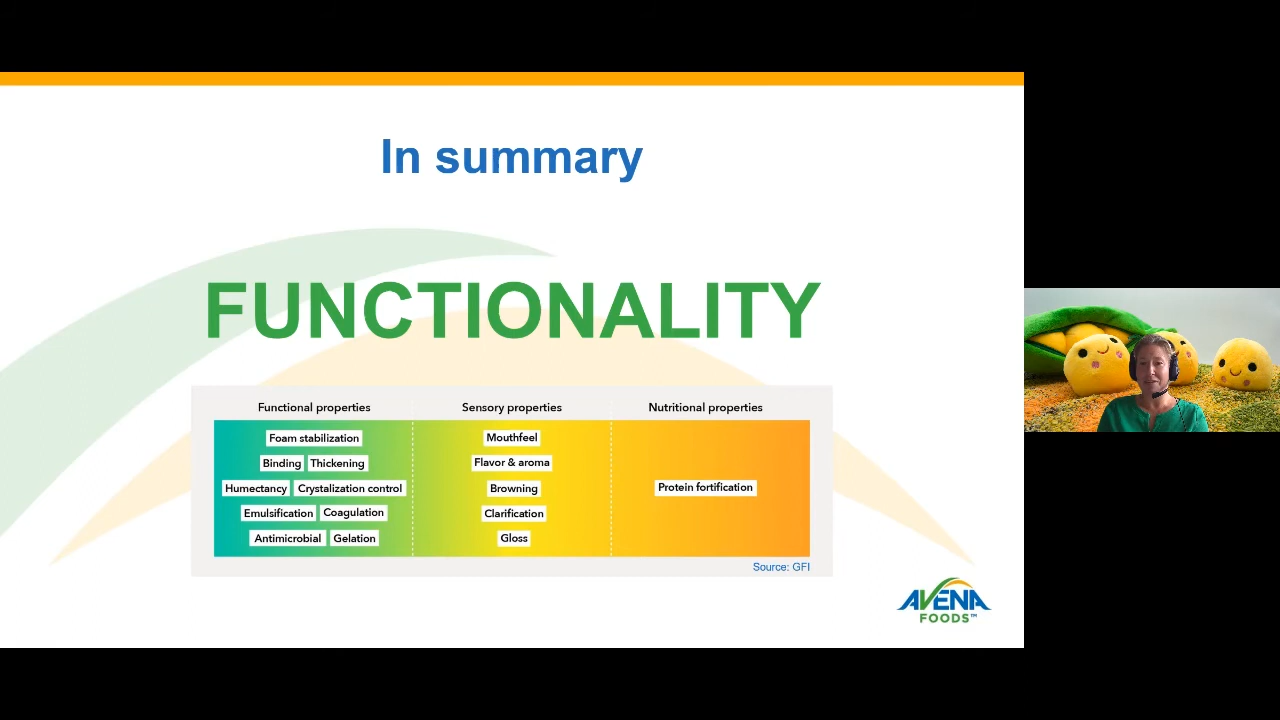 In summary
FUNCTIONALITY
Functional properties
Foam stabilization
Binding Thickening
Humectancy Crystalization control
Emulsification Coagulation
Antimicrobial Gelation
Sensory properties
Mouthfeel
Flavor & aroma
Browning
Clarification
Gloss
Nutritional properties
Protein fortification
Source: GFI
AVENA
FOODS™